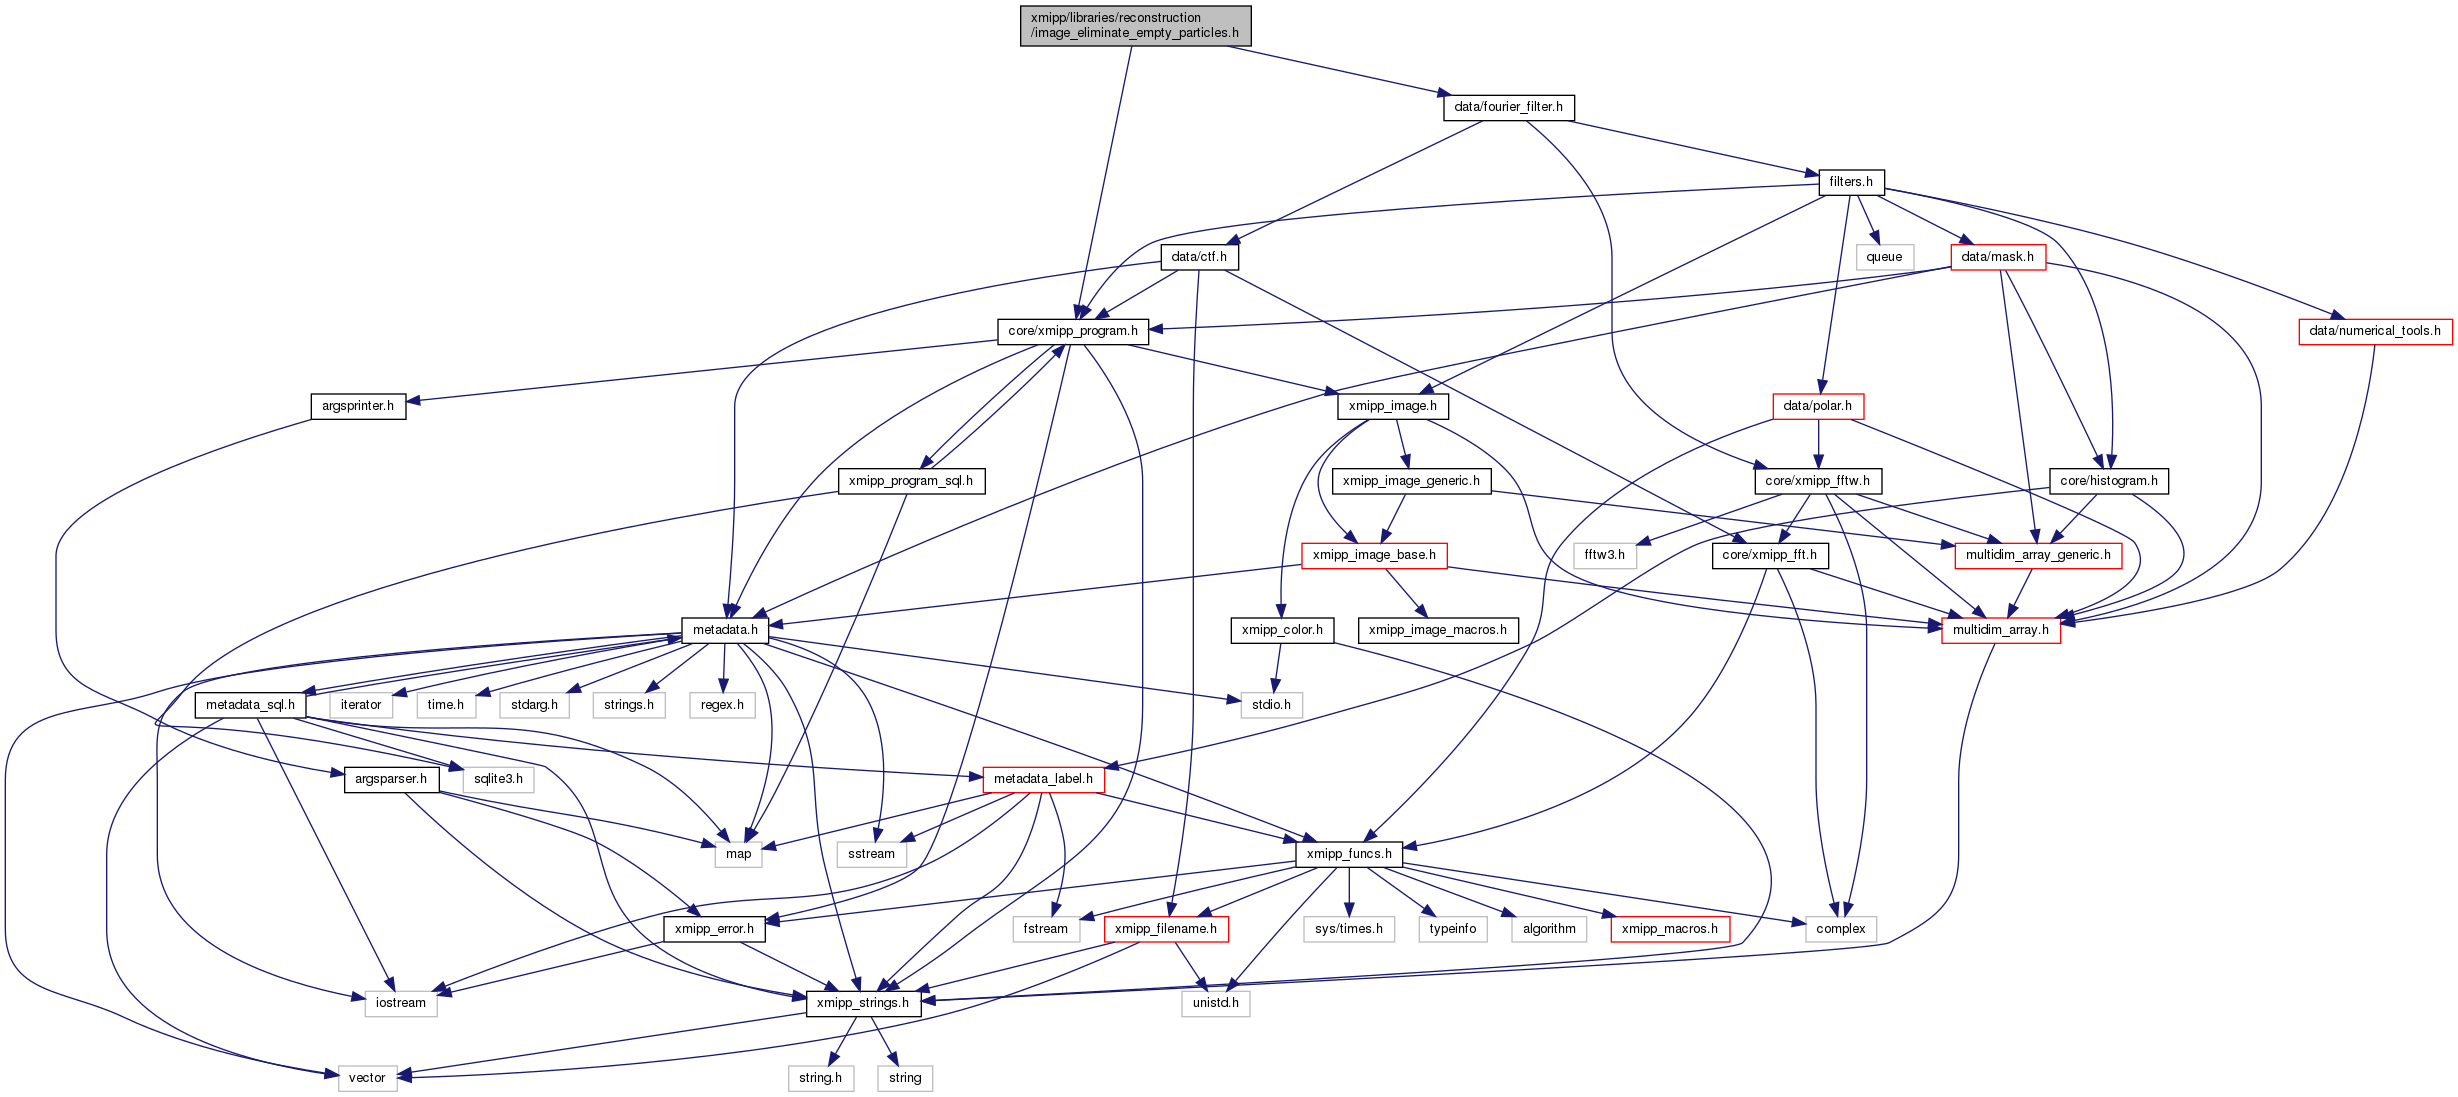 xmipp/libraries/reconstruction
/image_eliminate_empty_particles.h
data/fourier_filter.h
filters.h
data/ctf.h
queue
data/mask.h
core/xmipp_program.h
data/numerical_tools.h
argsprinter.h
xmipp_image.h
data/polar.h
xmipp_program_sql.h
xmipp_image_generic.h
core/xmipp_fftw.h
core/histogram.h
xmipp_image_base.h
fftw3.h
core/xmipp_fft.h
multidim_array_generic.h
metadata.h
xmipp_color.h
xmipp_image_macros.h
multidim_array.h
metadata_sql.h
iterator
time.h
stdarg.h
strings.h
regex.h
stdio.h
argsparser.h
sqlite3.h
metadata_label.h
map
sstream
xmipp_funcs.h
xmipp_error.h
fstream
xmipp_filename.h
sys/times.h
typeinfo
algorithm
xmipp_macros.h
complex
iostream
xmipp_strings.h
unistd.h
vector
string.h
string